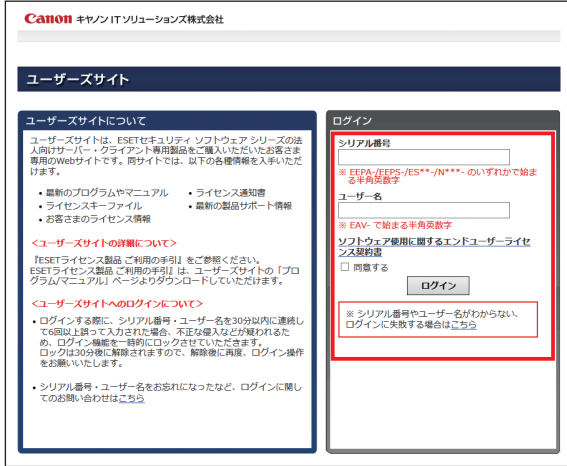 Canon キヤノン ITソリューションズ株式会社
ユーザーズサイト
ユーザーズサイトについて
ユーザーズサイトは、ESETセキュリティ ソフトウェア シリーズの法
人向けサーバー・クライアント専用製品をご購入いただいたお客さま
専用のWebサイトです。同サイトでは、以下の各種情報を入手いただ
けます。
• 最新のプログラムやマニュアル
• ライセンスキーファイル
• お客さまのライセンス情報
• ライセンス通知書
• 最新の製品サポート情報
<ユーザーズサイトの詳細について>
『ESETライセンス製品 ご利用の手引』をご参照ください。
ESETライセンス製品 ご利用の手引』は、ユーザーズサイトの「プロ
グラム/マニュアル」ページよりダウンロードしていただけます。
<ユーザーズサイトへのログインについて>
• ログインする際に、シリアル番号・ユーザー名を30分以内に連続し
て6回以上誤って入力された場合、不正な侵入などが疑われるた
め、ログイン機能を一時的にロックさせていただきます。
ロックは30分後に解除されますので、解除後に再度、ログイン操作
をお願いいたします。
• シリアル番号・ユーザー名をお忘れになったなど、ログインに関し
てのお問い合わせはこちら
ログイン
シリアル番号
※ EEPA-/EEPS-/ES**-/N***- のいずれかで始ま
る半角英数字
ユーザー名
※ EAV- で始まる半角英数字
ソフトウェア使用に関するエンドユーザーライセ
ンス契約書
同意する
ログイン
※ シリアル番号やユーザー名がわからない、
ログインに失敗する場合はこちら